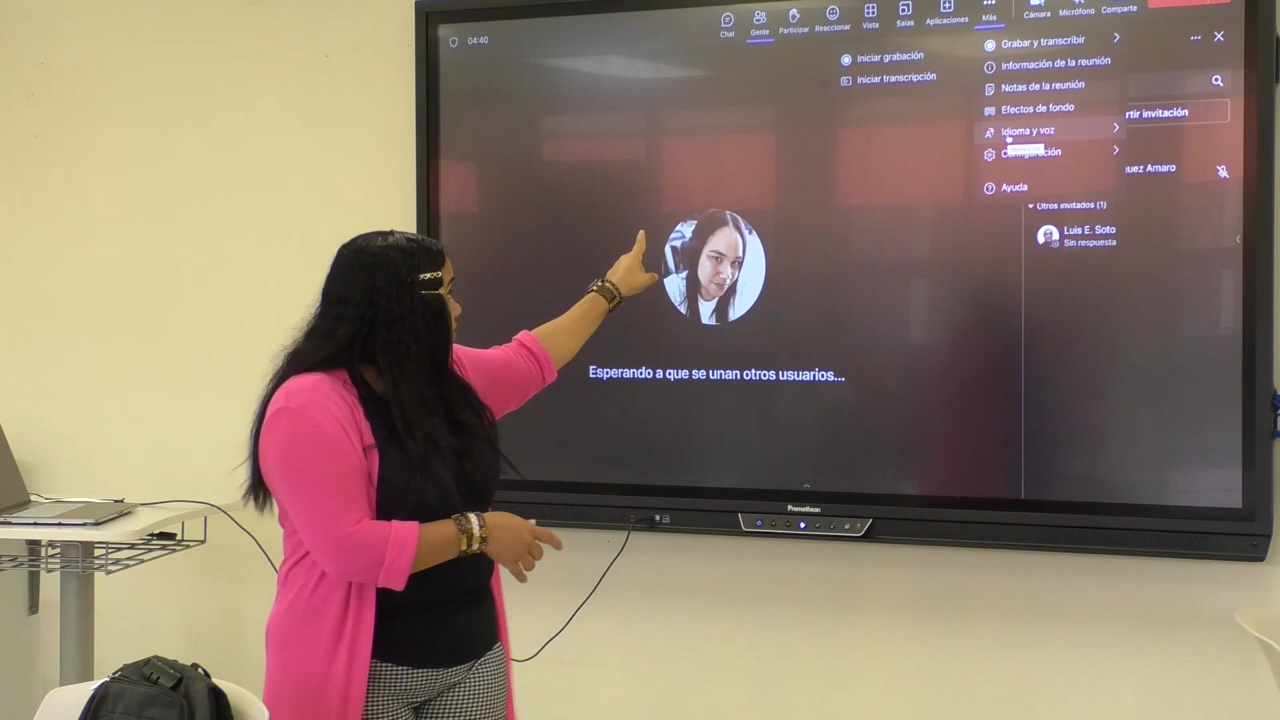 04:40
Chat
Gente
Participar
Reaccionar
Vista
Salas
Aplicaciones
Más
Cámara
Micrófono
Comparte
Iniciar grabación
Iniciar transcripción
Grabar y transcribir
Información de la reunión
Notas de la reunión
Efectos de fondo
Idioma y voz
Configuración
Ayuda
rtir invitación
uez Amaro
Otros invitados (1)
Luis E. Soto
Sin respuesta
Esperando a que se unan otros usuarios...
Promethean